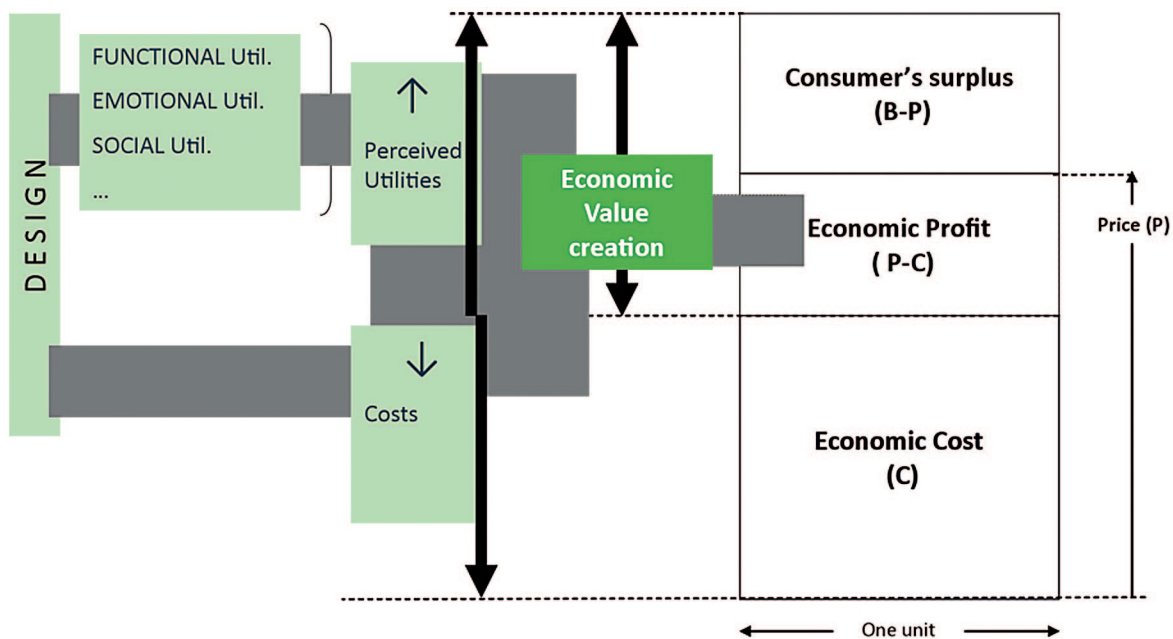 DESIGN
FUNCTIONAL Util.
EMOTIONAL Util.
SOCIAL Util.
...
↑
Perceived
Utilities
↓
Costs
Economic
Value
creation
Consumer’s surplus
(B-P)
Economic Profit
( P-C)
Economic Cost
(C)
Price (P)
One unit